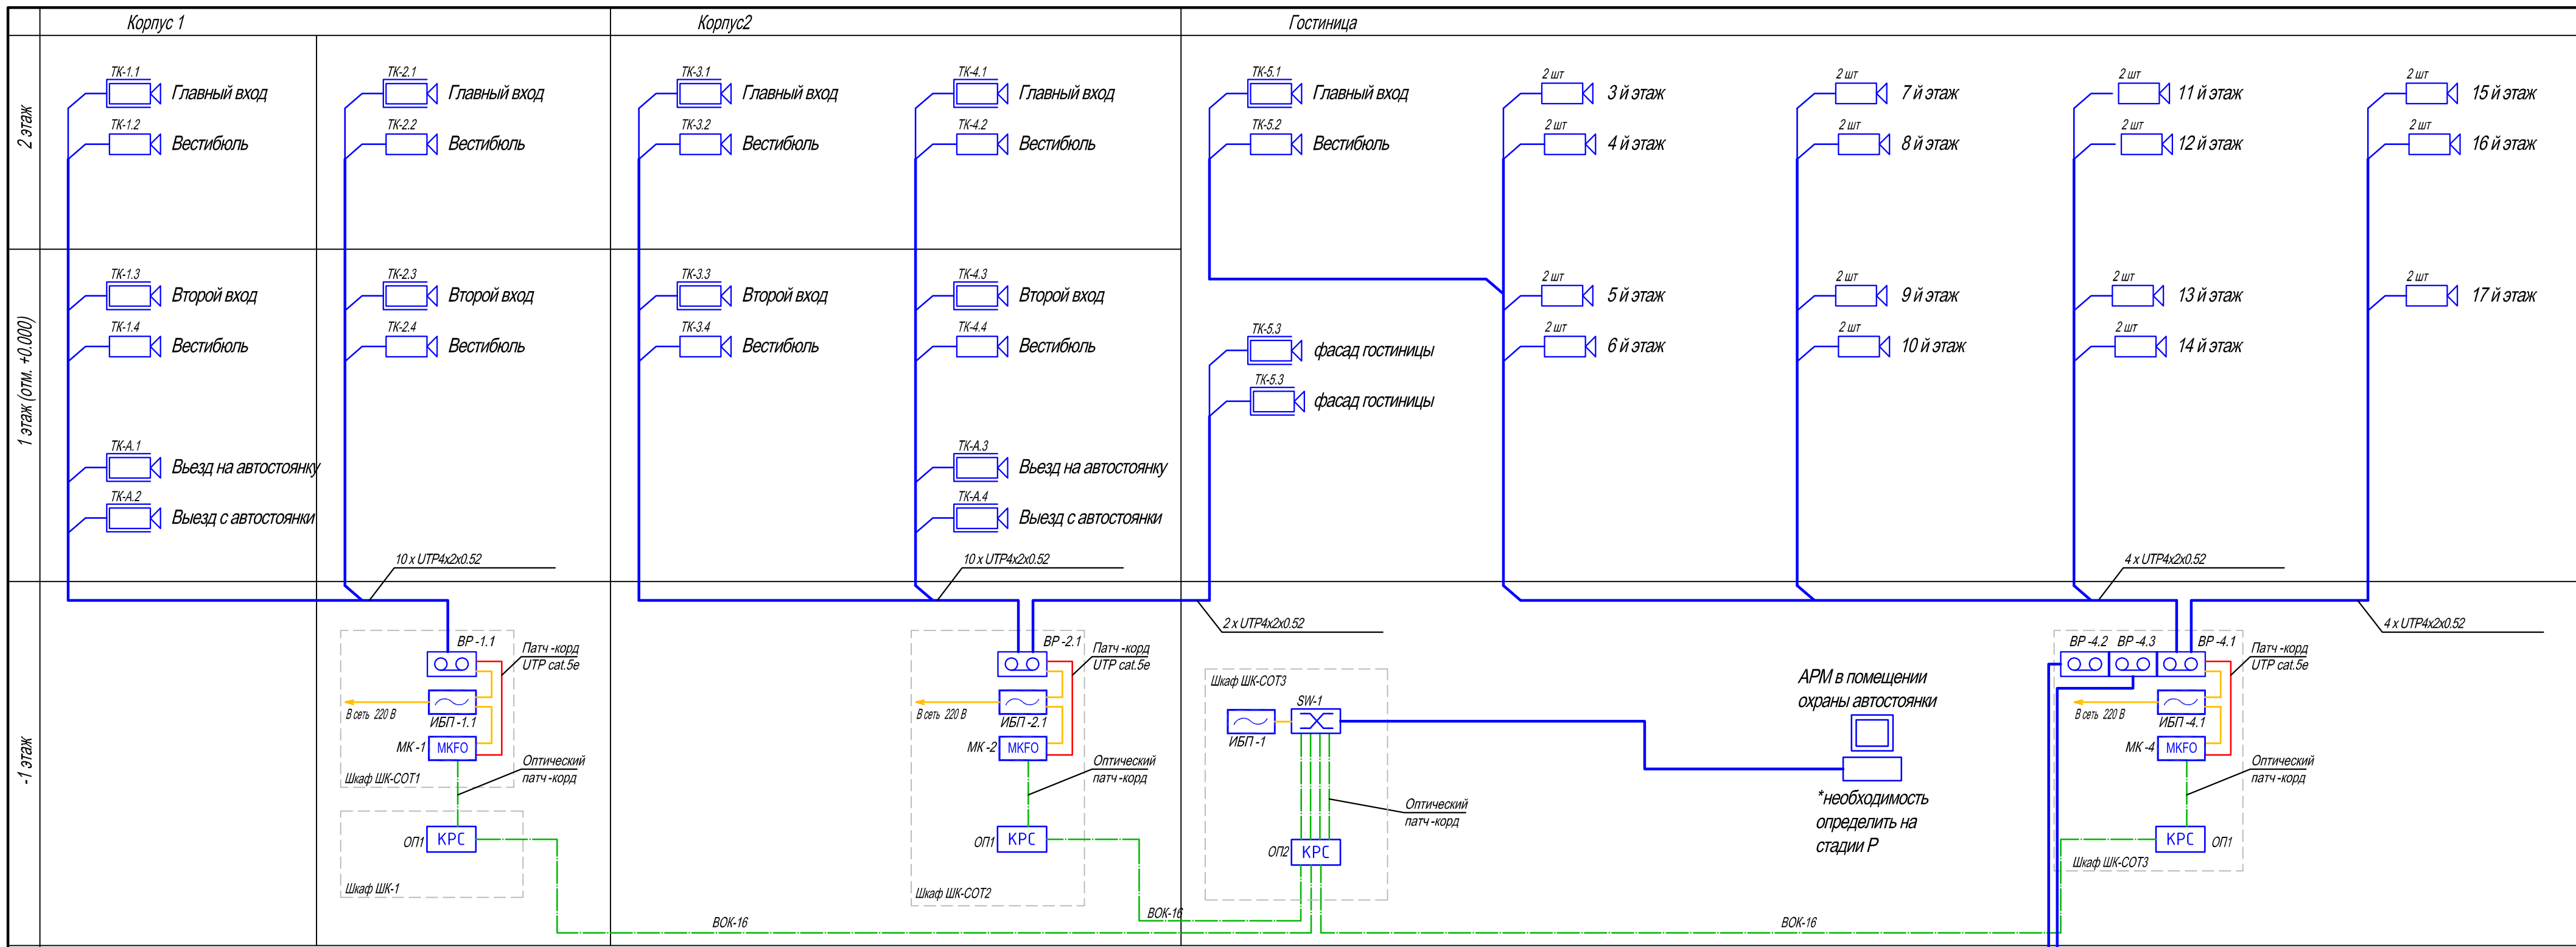 Корпус 1
Корпус2
Гостиница
2 этаж
ТК-1.1
Главный вход
ТК-1.2
Вестибюль
ТК-2.1
Главный вход
ТК-2.2
Вестибюль
ТК-3.1
Главный вход
ТК-3.2
Вестибюль
ТК-4.1
Главный вход
ТК-4.2
Вестибюль
ТК-5.1
Главный вход
ТК-5.2
Вестибюль
2 шт
3 й этаж
2 шт
4 й этаж
2 шт
7 й этаж
2 шт
8 й этаж
2 шт
11 й этаж
2 шт
12 й этаж
2 шт
15 й этаж
2 шт
16 й этаж
1 этаж (отм. +0.000)
ТК-1.3
Второй вход
ТК-1.4
Вестибюль
ТК-2.3
Второй вход
ТК-2.4
Вестибюль
ТК-3.3
Второй вход
ТК-3.4
Вестибюль
ТК-4.3
Второй вход
ТК-4.4
Вестибюль
ТК-5.3
фасад гостиницы
ТК-5.3
фасад гостиницы
2 шт
5 й этаж
2 шт
6 й этаж
2 шт
9 й этаж
2 шт
10 й этаж
2 шт
13 й этаж
2 шт
14 й этаж
2 шт
17 й этаж
ТК-А.1
Вьезд на автостоянку
ТК-А.2
Выезд с автостоянки
ТК-А.3
Вьезд на автостоянку
ТК-А.4
Выезд с автостоянки
10 х UTP4x2x0.52
10 х UTP4x2x0.52
4 х UTP4x2x0.52
2 х UTP4x2x0.52
4 х UTP4x2x0.52
-1 этаж
ВР -1.1
Патч -корд
UTP cat.5e
В сеть 220 В
ИБП -1.1
МК -1
MKFO
Оптический
патч -корд
Шкаф ШК-СОТ1
ОП1
КРС
Шкаф ШК-1
ВОК-16
ВР -2.1
Патч -корд
UTP cat.5e
В сеть 220 В
ИБП -2.1
МК -2
MKFO
Оптический
патч -корд
ОП1
КРС
Шкаф ШК-СОТ2
ВОК-16
Шкаф ШК-СОТ3
SW-1
ИБП -1
Оптический
патч -корд
ОП2
КРС
АРМ в помещении
охраны автостоянки
*необходимость
определить на
стадии Р
ВОК-16
ВР -4.2
ВР -4.3
ВР -4.1
Патч -корд
UTP cat.5e
В сеть 220 В
ИБП -4.1
МК -4
MKFO
Оптический
патч -корд
КРС
ОП1
Шкаф ШК-СОТ3